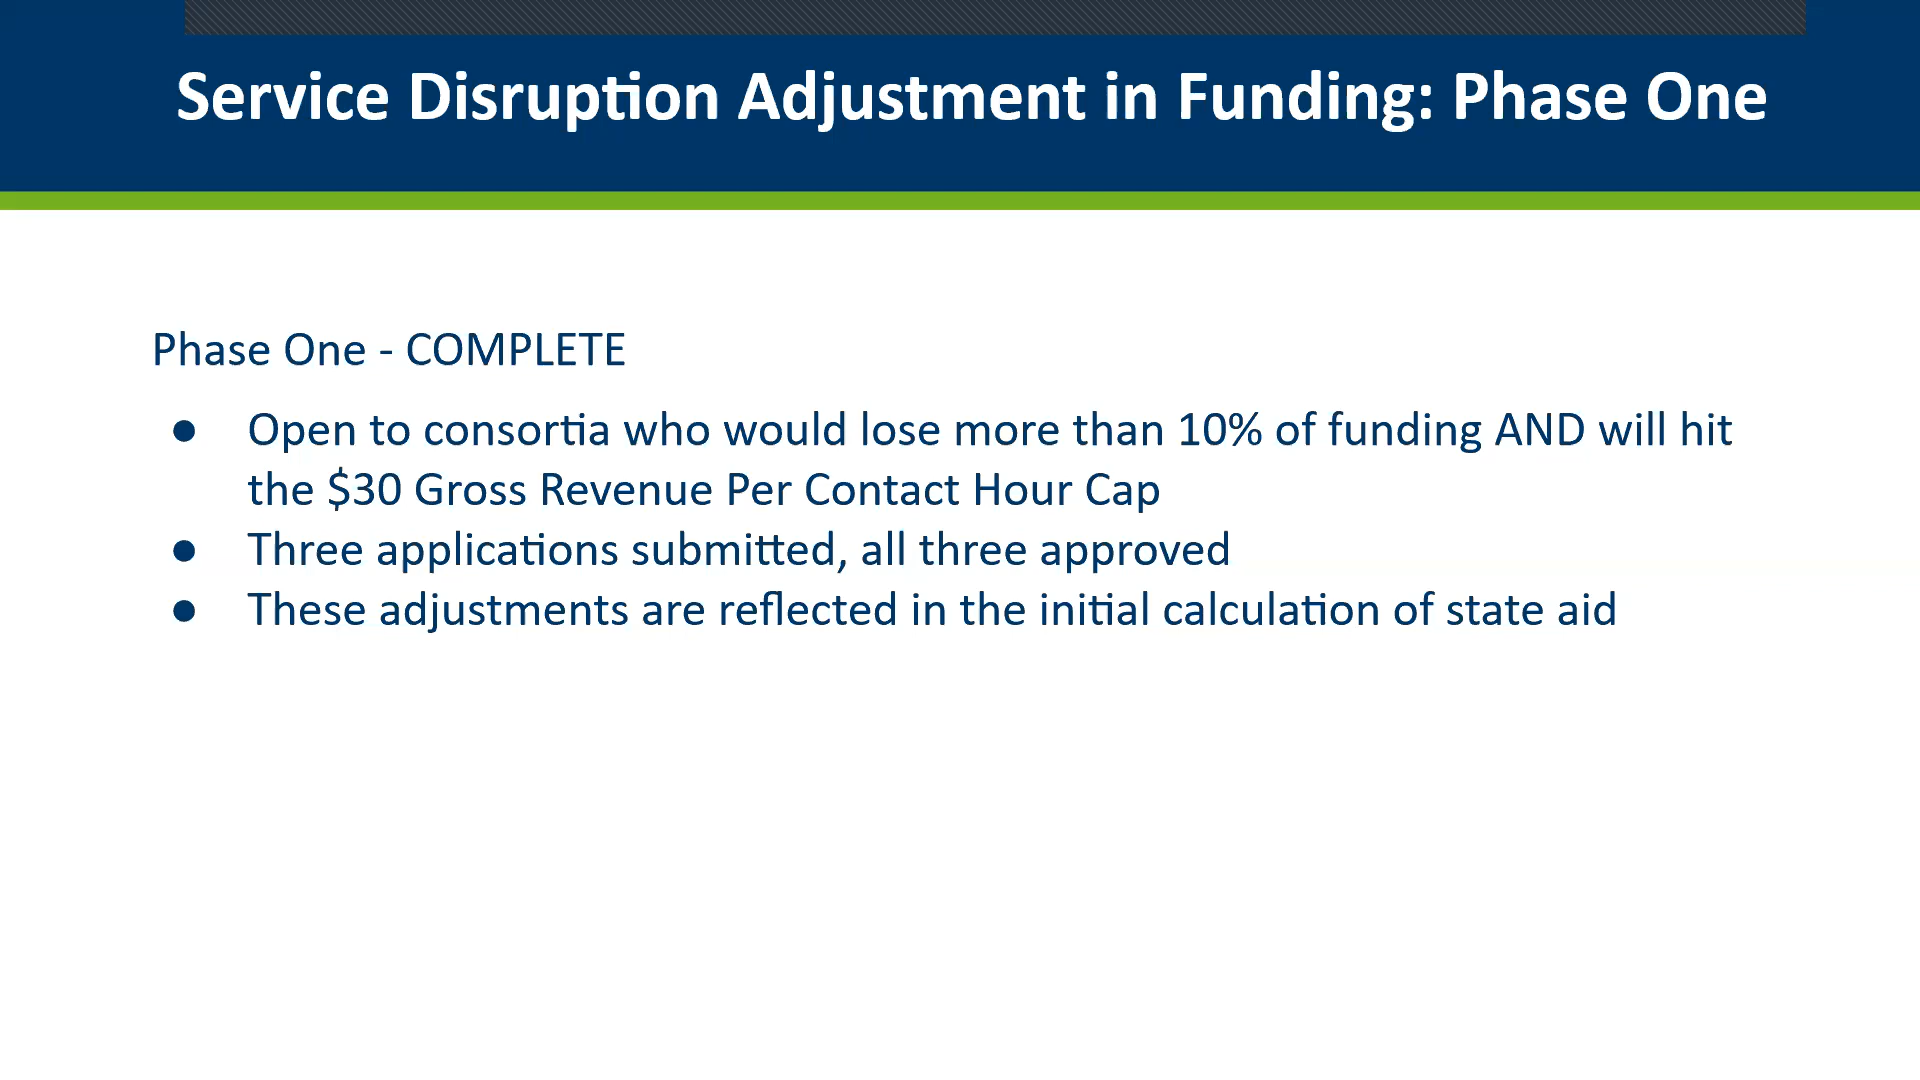 Service Disruption Adjustment in Funding: Phase One
Phase One - COMPLETE
● Open to consortia who would lose more than 10% of funding AND will hit
the $30 Gross Revenue Per Contact Hour Cap
● Three applications submitted, all three approved
● These adjustments are reflected in the initial calculation of state aid